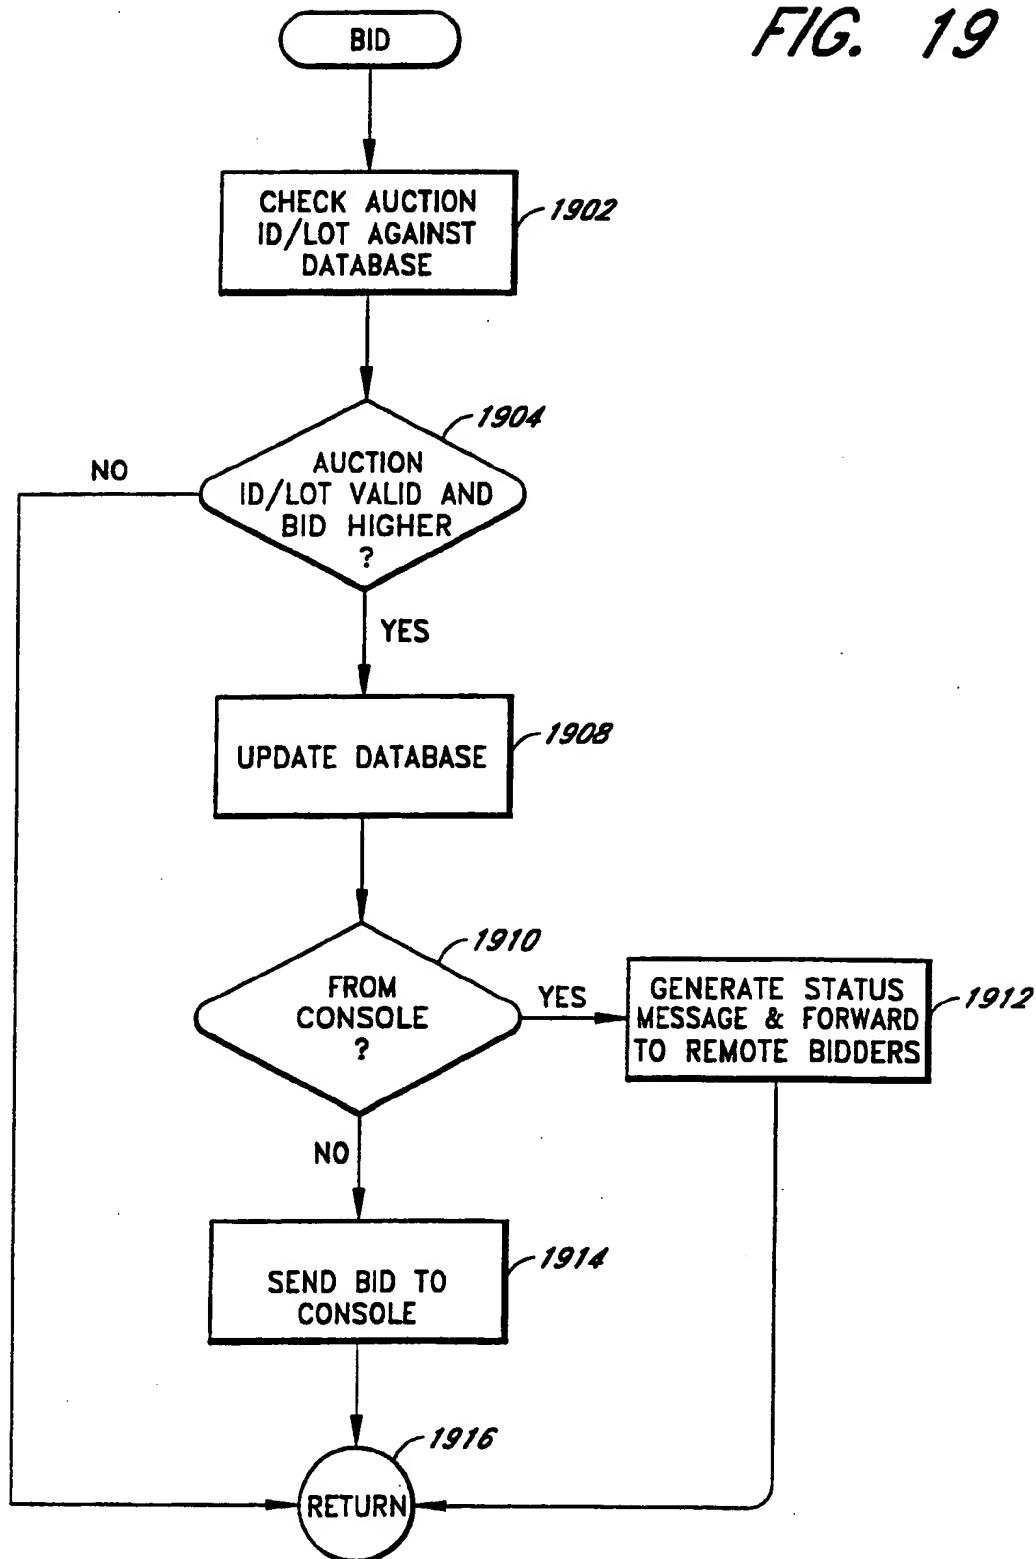 FIG. 19
BID
CHECK AUCTION
ID/LOT AGAINST
DATABASE
1902
1904
NO
AUCTION
ID/LOT VALID AND
BID HIGHER
?
YES
UPDATE DATABASE
1908
1910
FROM
CONSOLE
?
YES
GENERATE STATUS
MESSAGE & FORWARD
TO REMOTE BIDDERS
1912
NO
SEND BID TO
CONSOLE
1914
1916
RETURN